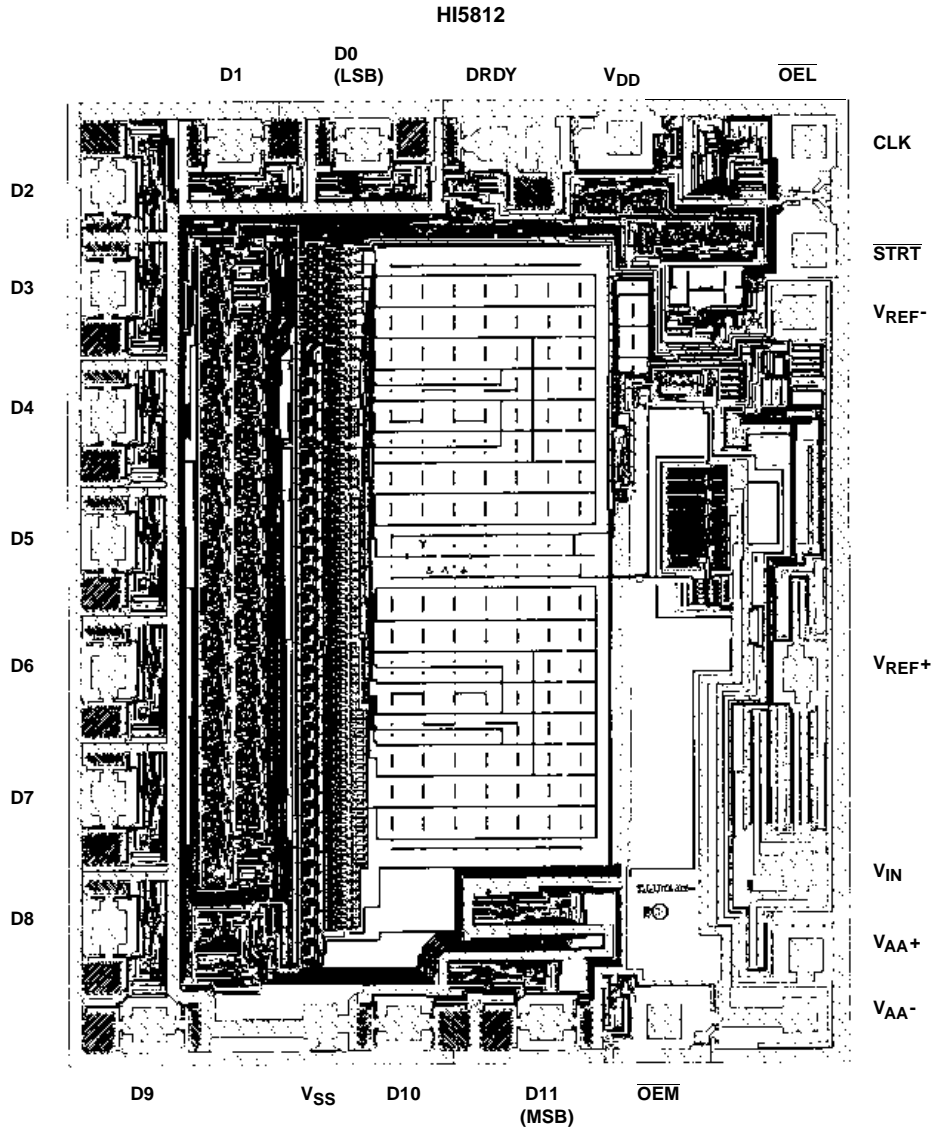 HI5812
D1
D0
(LSB)
DRDY
VDD
OEL
CLK
D2
STRT
D3
VREF-
D4
D5
D6
VREF+
D7
VIN
D8
VAA+
VAA-
D9
VSS
D10
D11
(MSB)
OEM